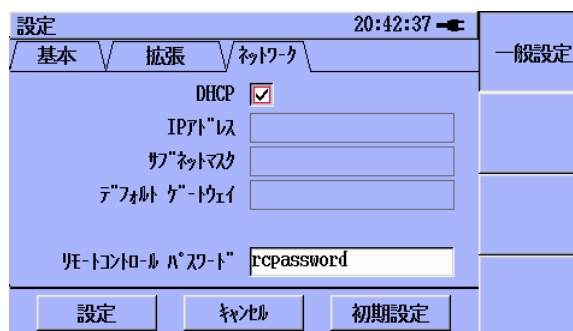 設定 20:42:37
一般設定
基本 拡張 ネットワーク
DHCP
IPアドレス
サブネットマスク
デフォルト ゲートウェイ
リモートコントロール パスワード rcpassword
設定 キャンセル 初期設定